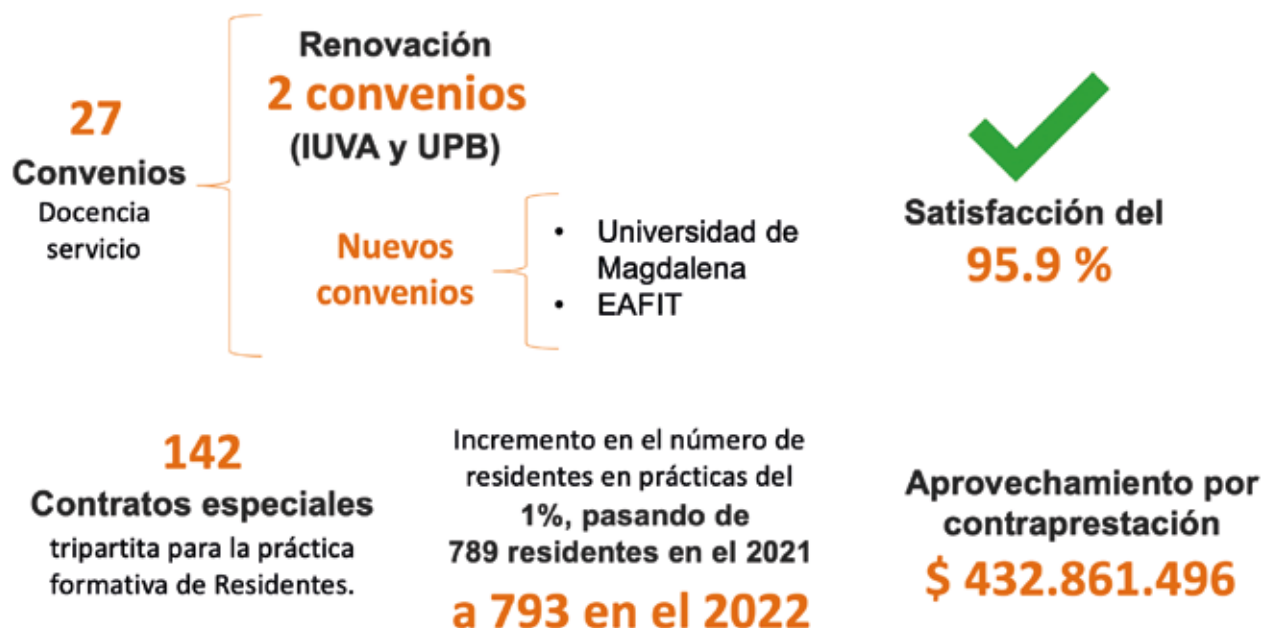 27
Convenios
Docencia
servicio
Renovación
2 convenios
(IUVA y UPB)
Nuevos
convenios
• Universidad de
Magdalena
• EAFIT
Satisfacción del
95.9 %
142
Contratos especiales
tripartita para la práctica
formativa de Residentes.
Incremento en el número de
residentes en prácticas del
1%, pasando de
789 residentes en el 2021
a 793 en el 2022
Aprovechamiento por
contraprestación
$ 432.861.496